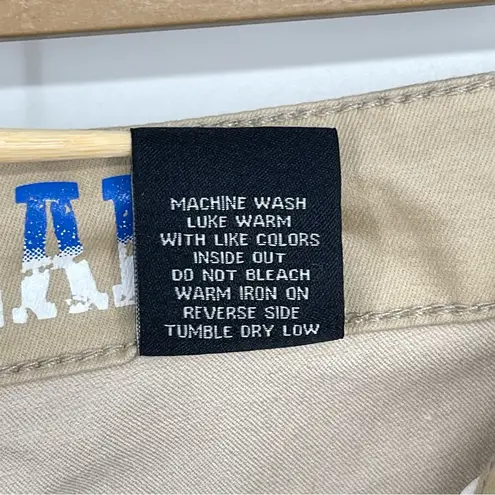 MACHINE WASH
LUKE WARM
WITH LIKE COLORS
INSIDE OUT
DO NOT BLEACH
WARM IRON ON
REVERSE SIDE
TUMBLE DRY LOW